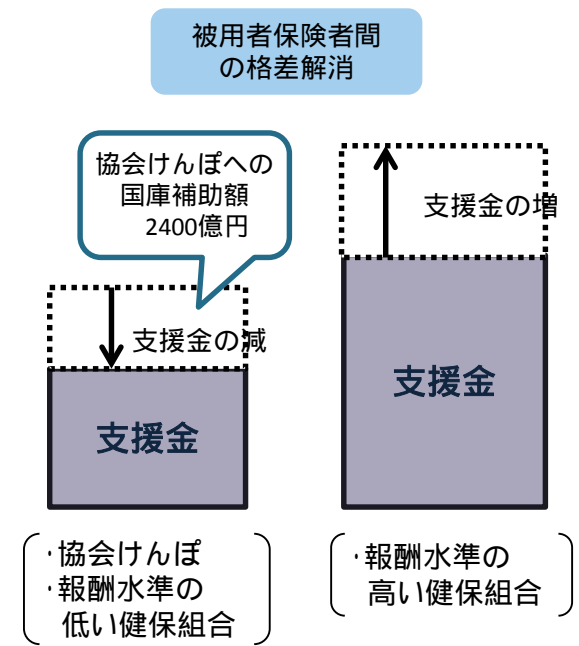 被用者保険者間
の格差解消
協会けんぽへの
国庫補助額
2400億円
支援金の減
支援金
・協会けんぽ
・報酬水準の
低い健保組合
支援金の増
支援金
・報酬水準の
高い健保組合